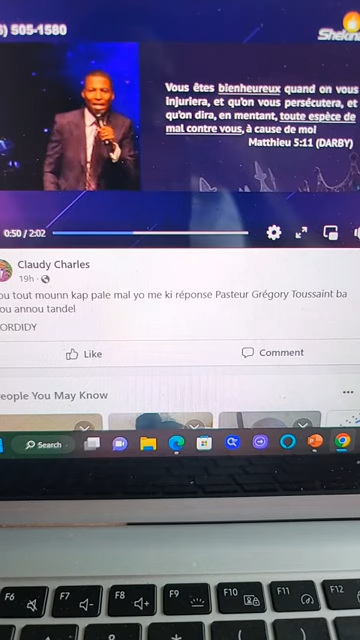 ) 505-1580
Shekin
Vous êtes bienheureux quand on vous
injuriera, et qu'on vous persécutera, et
qu'on dira, en mentant, toute espèce de
mal contre vous, à cause de moi
Matthieu 5:11 (DARBY)
0:50 / 2:02
Claudy Charles
19h ·
ou tout mounn kap pale mal yo me ki réponse Pasteur Grégory Toussaint ba
ou annou tandel
ORDIDY
Like
Comment
eople You May Know
Search
F6
F7
F8
F9
F10
F11
F12